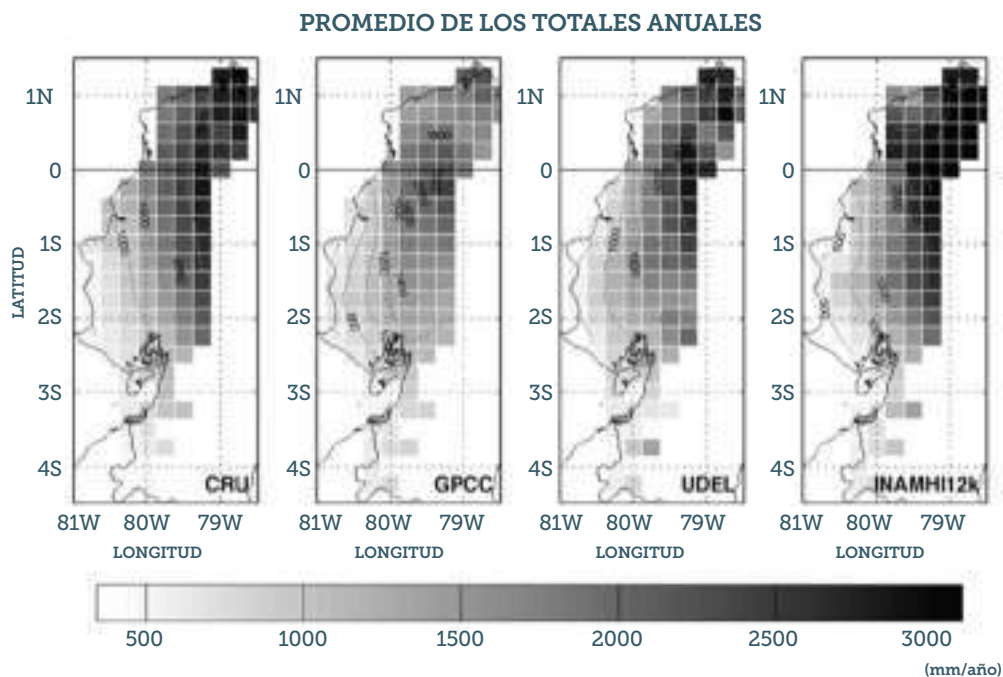 PROMEDIO DE LOS TOTALES ANUALES
1N 1N 1N 1N
0 0 0 0
1S 1S 1S 1S
2S 2S 2S 2S
3S 3S 3S 3S
4S 4S 4S 4S
LATITUD
CRU GPCC UDEL INAMHI12k
81W 80W 79W 81W 80W 79W 81W 80W 79W 81W 80W 79W
LONGITUD LONGITUD LONGITUD LONGITUD
500 1000 1500 2000 2500 3000
(mm/año)